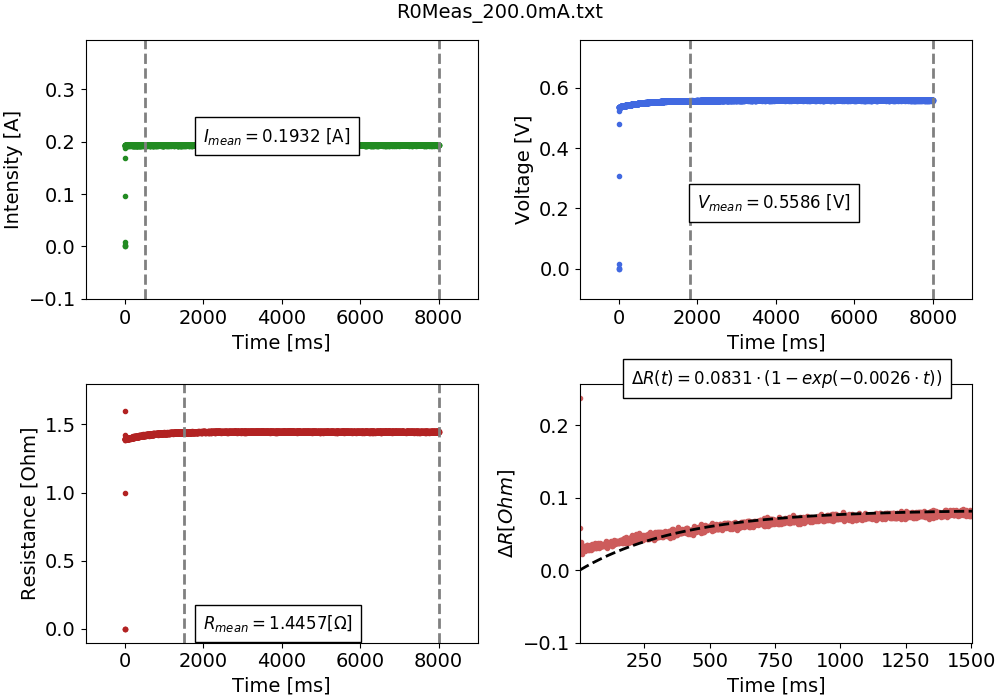 R0Meas_200.0mA.txt
Intensity [A]
0.3
0.2
0.1
0.0
−0.1
I_mean = 0.1932 [A]
0 2000 4000 6000 8000
Time [ms]
Voltage [V]
0.6
0.4
0.2
0.0
V_mean = 0.5586 [V]
0 2000 4000 6000 8000
Time [ms]
Resistance [Ohm]
1.5
1.0
0.5
0.0
R_mean = 1.4457[Ω]
0 2000 4000 6000 8000
Time [ms]
ΔR(t) = 0.0831 · (1 − exp(−0.0026 · t))
ΔR[Ohm]
0.2
0.1
0.0
−0.1
250 500 750 1000 1250 1500
Time [ms]